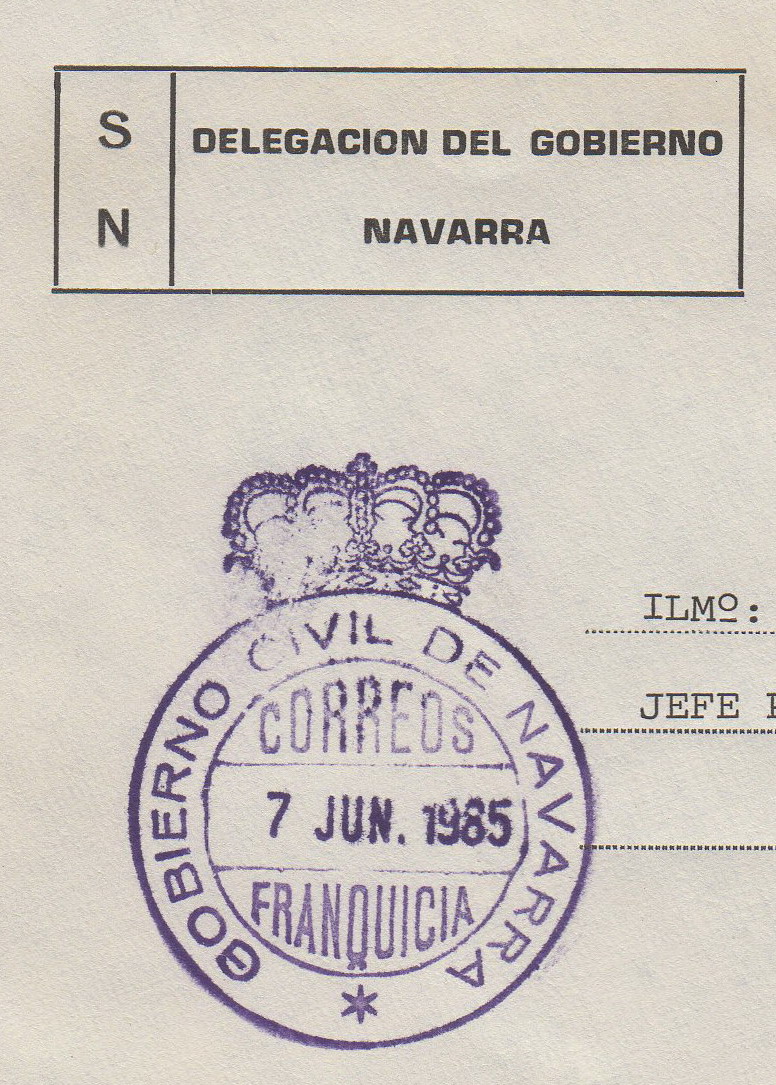 S
N
DELEGACION DEL GOBIERNO
NAVARRA
ILMº:
JEFE
GOBIERNO CIVIL DE NAVARRA
CORREOS
7 JUN. 1985
FRANQUICIA